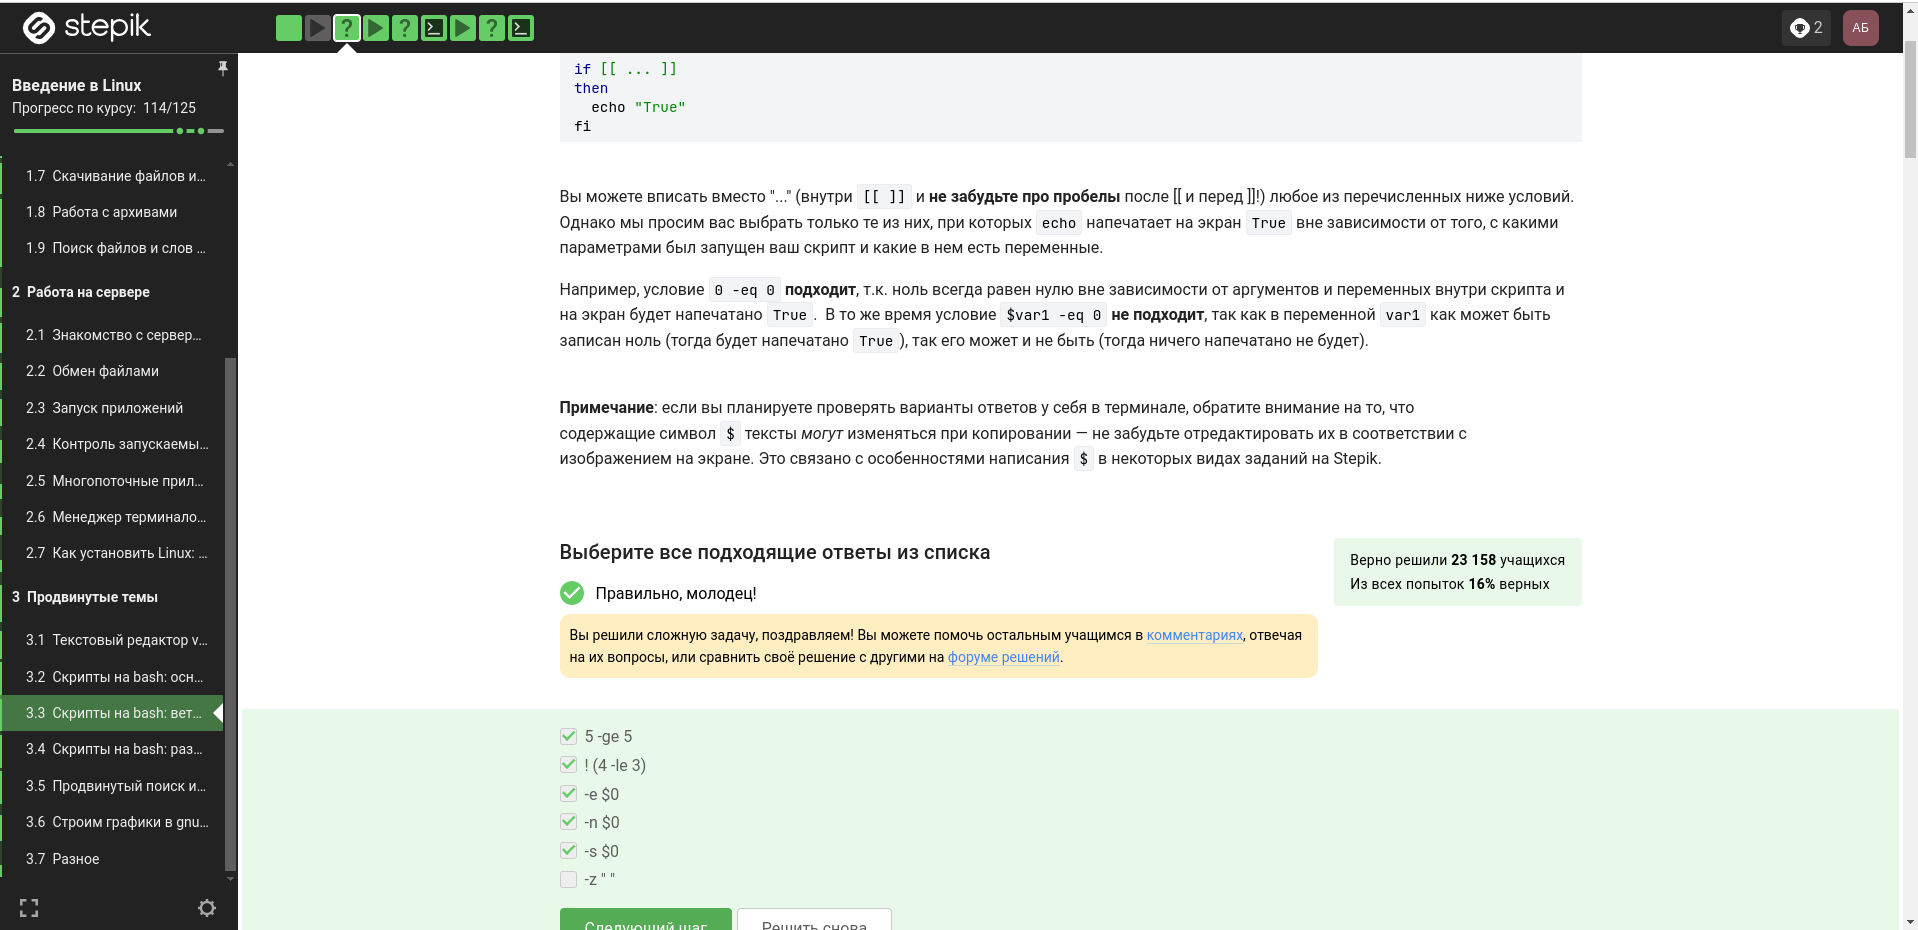 stepik
2
АБ
Введение в Linux
Прогресс по курсу: 114/125
1.7 Скачивание файлов и...
1.8 Работа с архивами
1.9 Поиск файлов и слов ...
2 Работа на сервере
2.1 Знакомство с сервер...
2.2 Обмен файлами
2.3 Запуск приложений
2.4 Контроль запускаемы...
2.5 Многопоточные прил...
2.6 Менеджер терминало...
2.7 Как установить Linux: ...
3 Продвинутые темы
3.1 Текстовый редактор v...
3.2 Скрипты на bash: осн...
3.3 Скрипты на bash: вет...
3.4 Скрипты на bash: раз...
3.5 Продвинутый поиск и...
3.6 Строим графики в gnu...
3.7 Разное
if [[ ... ]]
then
echo "True"
fi
Вы можете вписать вместо "..." (внутри [[ ]] и не забудьте про пробелы после [[ и перед ]]!) любое из перечисленных ниже условий.
Однако мы просим вас выбрать только те из них, при которых echo напечатает на экран True вне зависимости от того, с какими
параметрами был запущен ваш скрипт и какие в нем есть переменные.
Например, условие 0 -eq 0 подходит, т.к. ноль всегда равен нулю вне зависимости от аргументов и переменных внутри скрипта и
на экран будет напечатано True. В то же время условие $var1 -eq 0 не подходит, так как в переменной var1 как может быть
записан ноль (тогда будет напечатано True), так его может и не быть (тогда ничего напечатано не будет).
Примечание: если вы планируете проверять варианты ответов у себя в терминале, обратите внимание на то, что
содержащие символ $ тексты могут изменяться при копировании — не забудьте отредактировать их в соответствии с
изображением на экране. Это связано с особенностями написания $ в некоторых видах заданий на Stepik.
Выберите все подходящие ответы из списка
Правильно, молодец!
Верно решили 23 158 учащихся
Из всех попыток 16% верных
Вы решили сложную задачу, поздравляем! Вы можете помочь остальным учащимся в комментариях, отвечая
на их вопросы, или сравнить своё решение с другими на форуме решений.
5 -ge 5
! (4 -le 3)
-e $0
-n $0
-s $0
-z " "
Следующий шаг
Решить снова